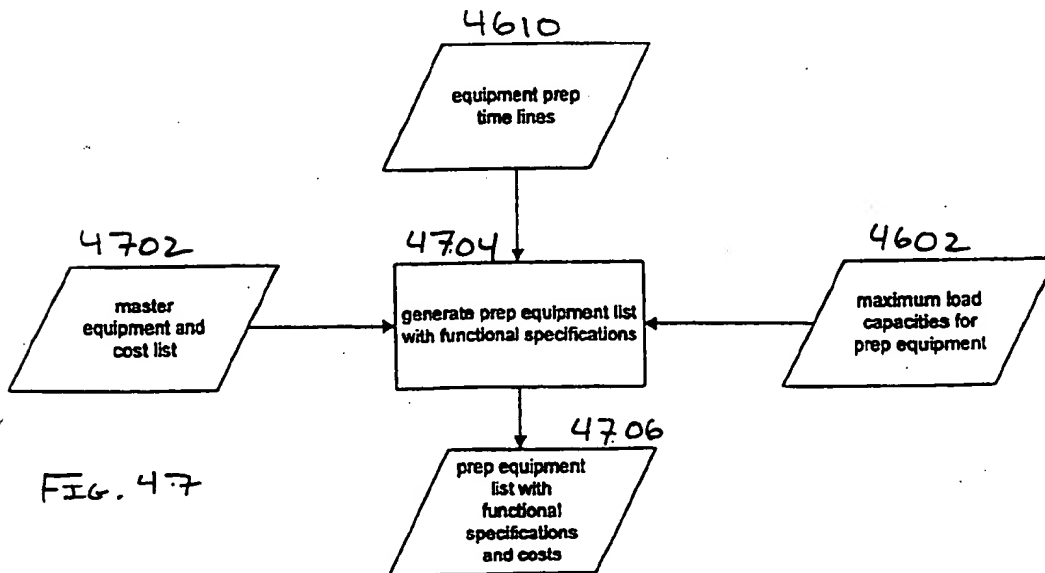 4610
equipment prep
time lines
4702
master
equipment and
cost list
4704
generate prep equipment list
with functional specifications
4602
maximum load
capacities for
prep equipment
4706
prep equipment
list with
functional
specifications
and costs
FIG. 47